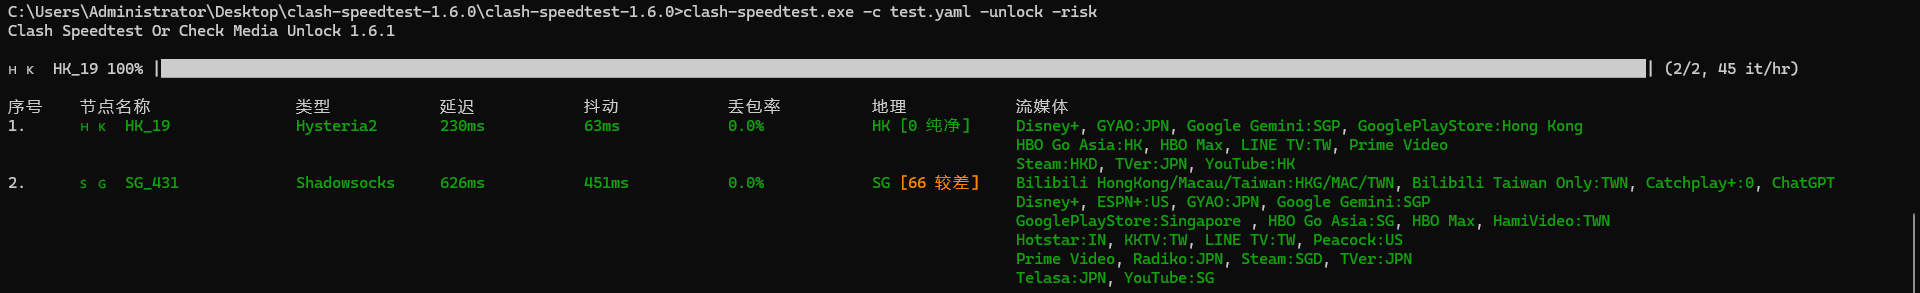 C:\Users\Administrator\Desktop\clash-speedtest-1.6.0\clash-speedtest-1.6.0>clash-speedtest.exe -c test.yaml -unlock -risk
Clash Speedtest Or Check Media Unlock 1.6.1
ʜ ᴋ  HK_19 100% | | (2/2, 45 it/hr)
序号 节点名称 类型 延迟 抖动 丢包率 地理 流媒体
1. ʜ ᴋ HK_19 Hysteria2 230ms 63ms 0.0% HK [0 纯净] Disney+, GYAO:JPN, Google Gemini:SGP, GooglePlayStore:Hong Kong
HBO Go Asia:HK, HBO Max, LINE TV:TW, Prime Video
Steam:HKD, TVer:JPN, YouTube:HK
2. ꜱ ɢ SG_431 Shadowsocks 626ms 451ms 0.0% SG [66 较差] Bilibili HongKong/Macau/Taiwan:HKG/MAC/TWN, Bilibili Taiwan Only:TWN, Catchplay+:0, ChatGPT
Disney+, ESPN+:US, GYAO:JPN, Google Gemini:SGP
GooglePlayStore:Singapore , HBO Go Asia:SG, HBO Max, HamiVideo:TWN
Hotstar:IN, KKTV:TW, LINE TV:TW, Peacock:US
Prime Video, Radiko:JPN, Steam:SGD, TVer:JPN
Telasa:JPN, YouTube:SG